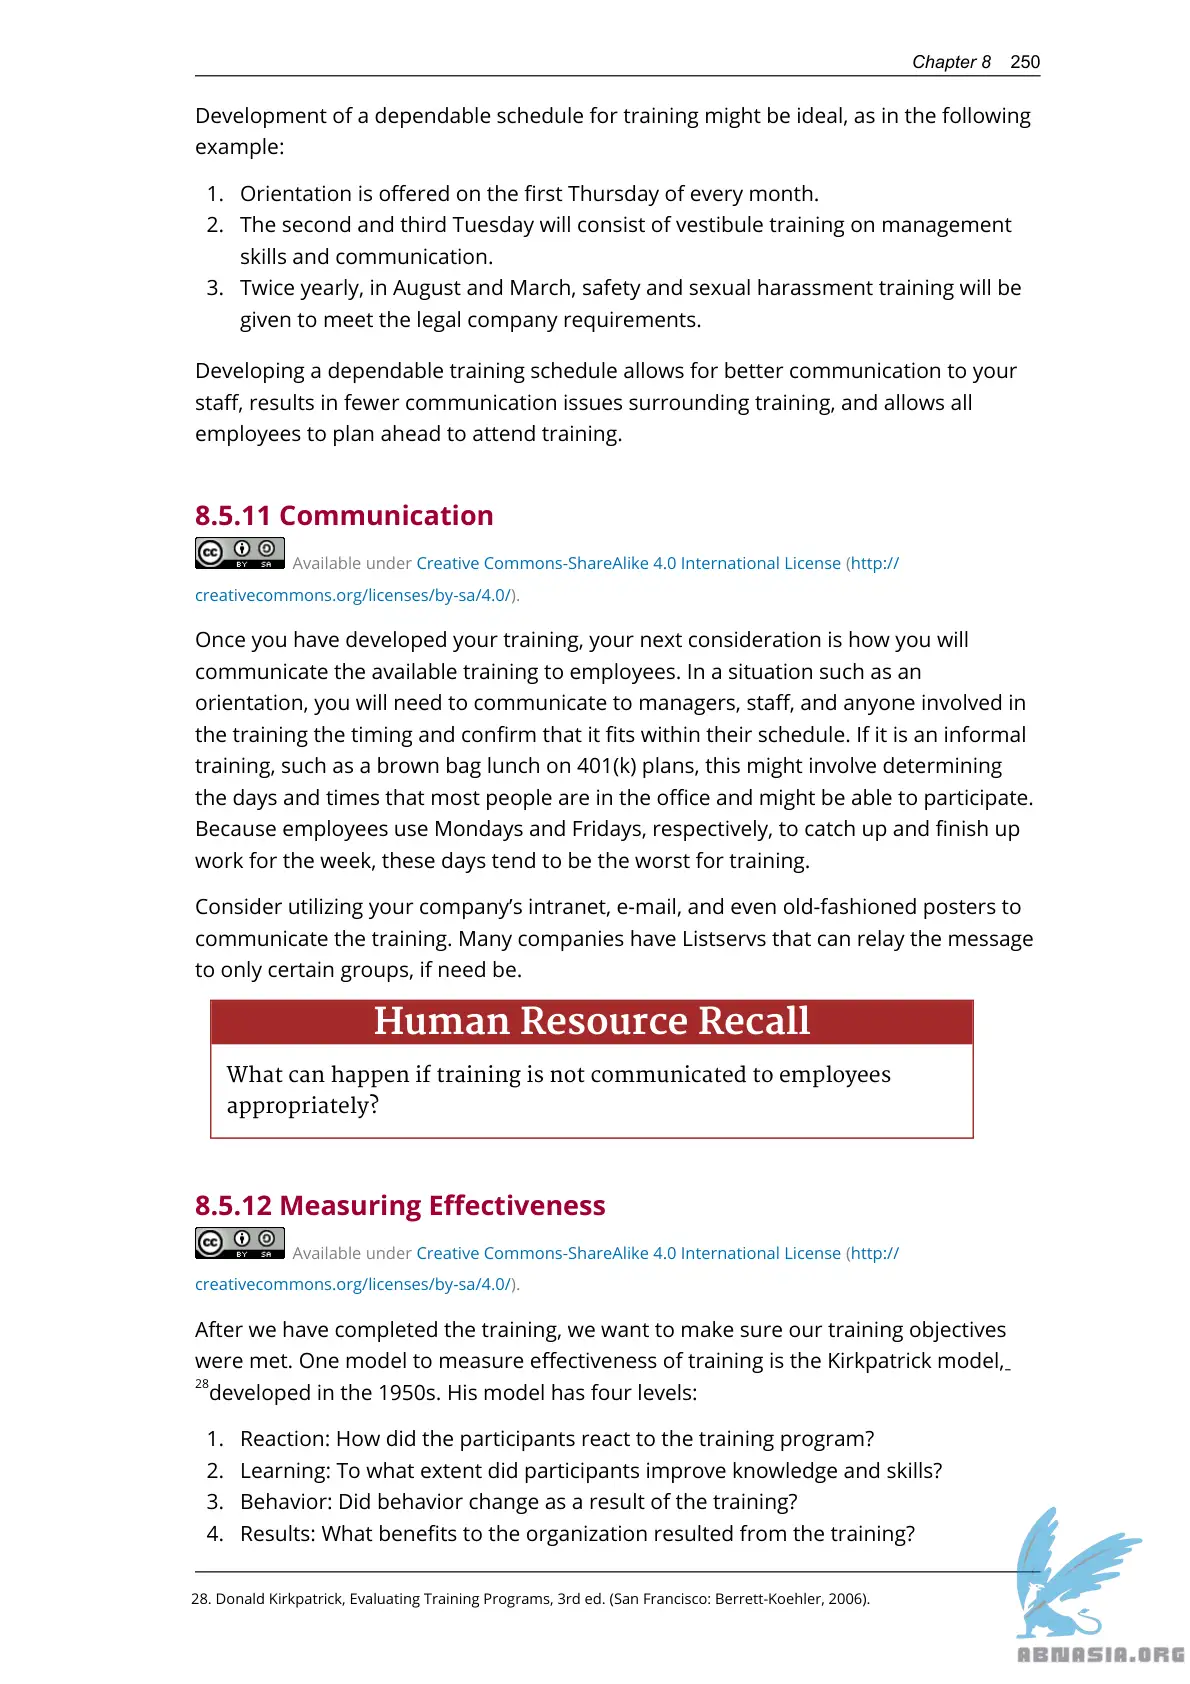 Chapter 8 250
Development of a dependable schedule for training might be ideal, as in the following
example:
1. Orientation is offered on the first Thursday of every month.
2. The second and third Tuesday will consist of vestibule training on management
skills and communication.
3. Twice yearly, in August and March, safety and sexual harassment training will be
given to meet the legal company requirements.
Developing a dependable training schedule allows for better communication to your
staff, results in fewer communication issues surrounding training, and allows all
employees to plan ahead to attend training.
8.5.11 Communication
cc BY SA Available under Creative Commons-ShareAlike 4.0 International License (http://
creativecommons.org/licenses/by-sa/4.0/).
Once you have developed your training, your next consideration is how you will
communicate the available training to employees. In a situation such as an
orientation, you will need to communicate to managers, staff, and anyone involved in
the training the timing and confirm that it fits within their schedule. If it is an informal
training, such as a brown bag lunch on 401(k) plans, this might involve determining
the days and times that most people are in the office and might be able to participate.
Because employees use Mondays and Fridays, respectively, to catch up and finish up
work for the week, these days tend to be the worst for training.
Consider utilizing your company’s intranet, e-mail, and even old-fashioned posters to
communicate the training. Many companies have Listservs that can relay the message
to only certain groups, if need be.
Human Resource Recall
What can happen if training is not communicated to employees
appropriately?
8.5.12 Measuring Effectiveness
cc BY SA Available under Creative Commons-ShareAlike 4.0 International License (http://
creativecommons.org/licenses/by-sa/4.0/).
After we have completed the training, we want to make sure our training objectives
were met. One model to measure effectiveness of training is the Kirkpatrick model,
28developed in the 1950s. His model has four levels:
1. Reaction: How did the participants react to the training program?
2. Learning: To what extent did participants improve knowledge and skills?
3. Behavior: Did behavior change as a result of the training?
4. Results: What benefits to the organization resulted from the training?
28. Donald Kirkpatrick, Evaluating Training Programs, 3rd ed. (San Francisco: Berrett-Koehler, 2006).
ABNASIA.ORG